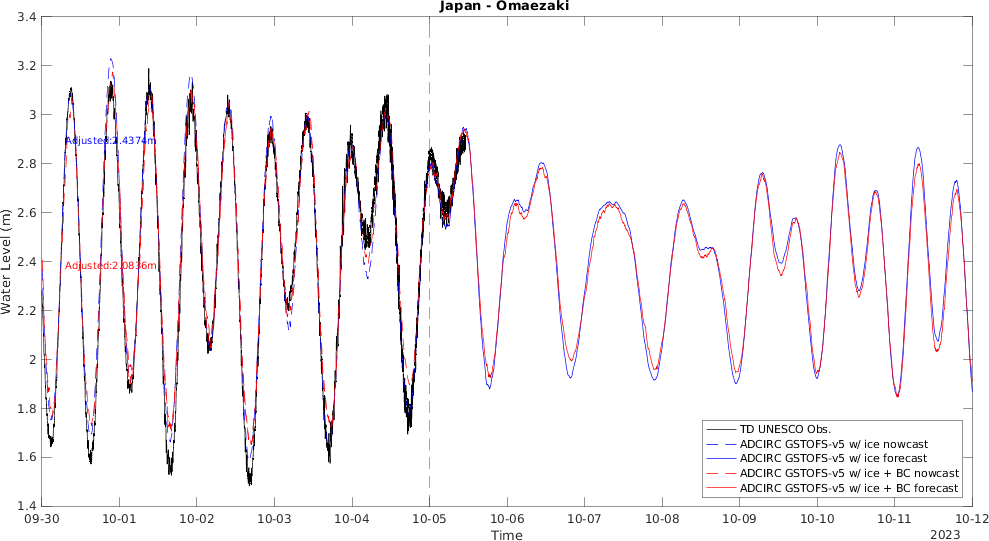 Japan - Omaezaki
3.4
3.2
3
2.8
2.6
2.4
2.2
2
1.8
1.6
1.4
Water Level (m)
Adjusted:2.4374m
Adjusted:2.0836m
TD UNESCO Obs.
ADCIRC GSTOFS-v5 w/ ice nowcast
ADCIRC GSTOFS-v5 w/ ice forecast
ADCIRC GSTOFS-v5 w/ ice + BC nowcast
ADCIRC GSTOFS-v5 w/ ice + BC forecast
09-30 10-01 10-02 10-03 10-04 10-05 10-06 10-07 10-08 10-09 10-10 10-11 10-12
Time
2023